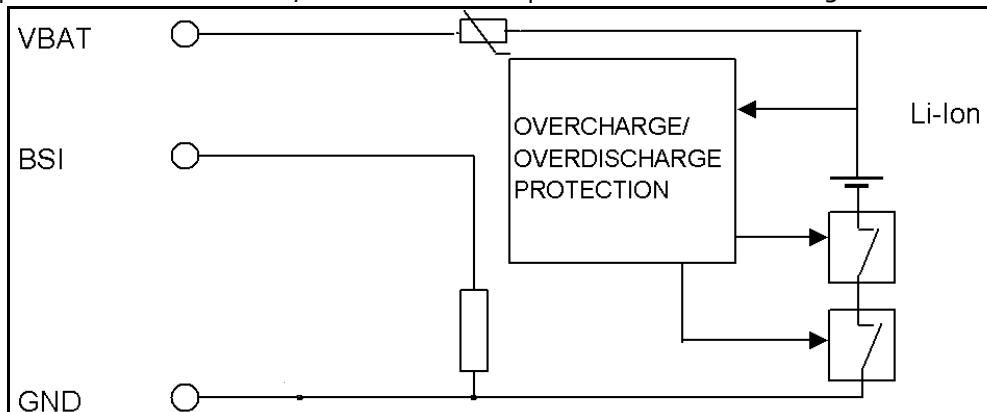 VBAT
Li-Ion
OVERCHARGE/
OVERDISCHARGE
PROTECTION
BSI
GND